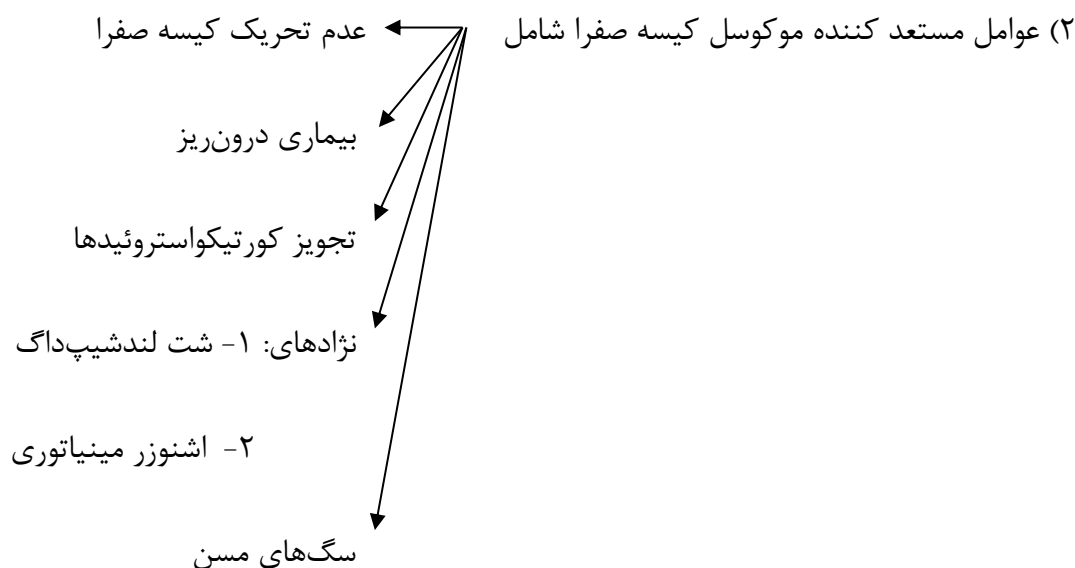 ۲) عوامل مستعد کننده موکوسل کیسه صفرا شامل عدم تحریک کیسه صفرا
بیماری درون‌ریز
تجویز کورتیکواستروئیدها
نژادهای: ۱- شت لندشیپ‌داگ
۲- اشنوزر مینیاتوری
سگ‌های مسن